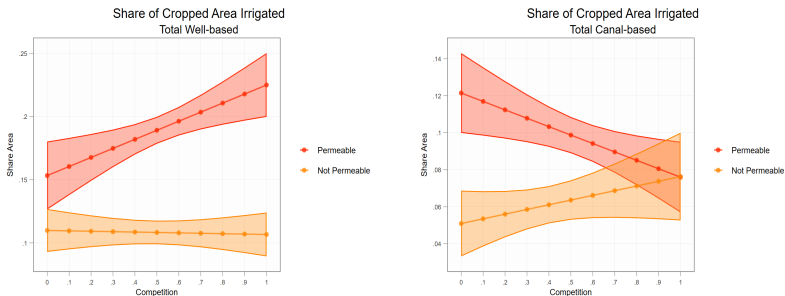 Share of Cropped Area Irrigated
Total Well-based
Share Area
.25
.2
.15
.1
0 .1 .2 .3 .4 .5 .6 .7 .8 .9 1
Competition
Permeable
Not Permeable
Share of Cropped Area Irrigated
Total Canal-based
Share Area
.14
.12
.1
.08
.06
.04
0 .1 .2 .3 .4 .5 .6 .7 .8 .9 1
Competition
Permeable
Not Permeable